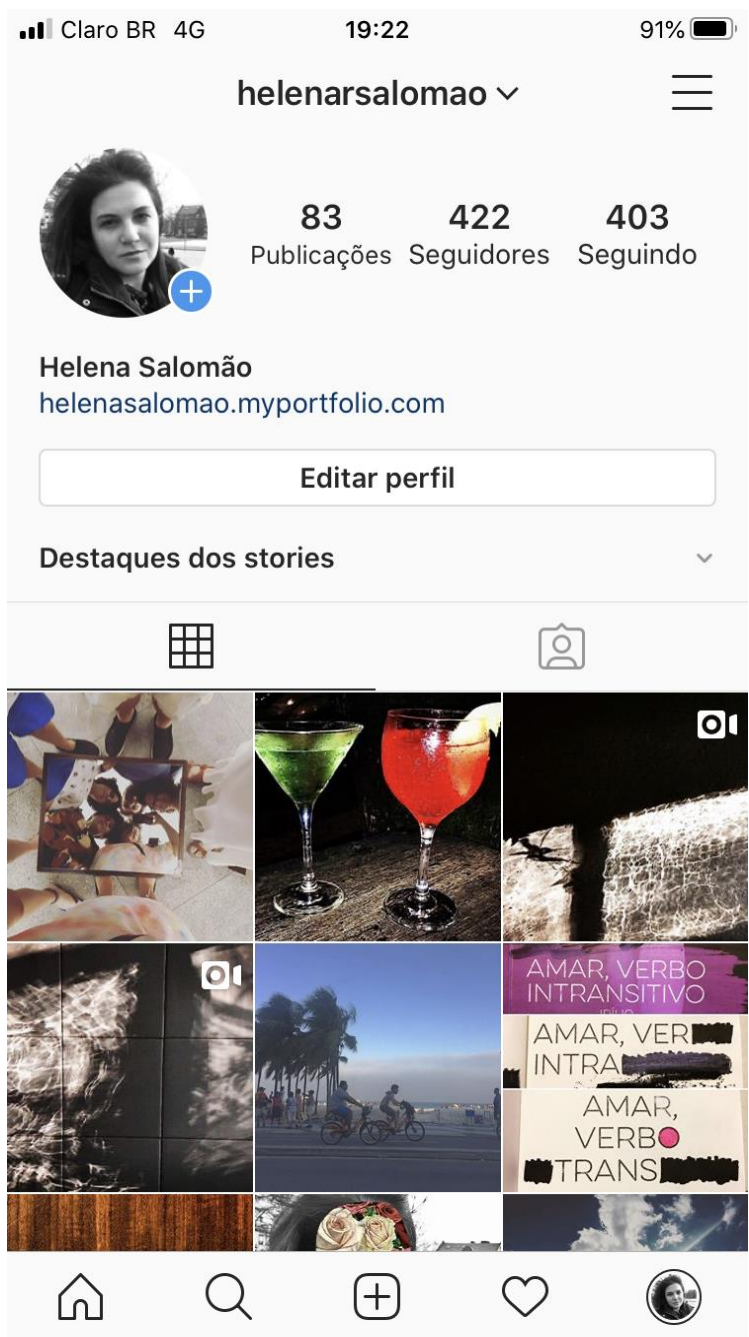 Claro BR 4G 19:22 91%
helenarsalomao
83 422 403
Publicações Seguidores Seguindo
Helena Salomão
helenasalomao.myportfolio.com
Editar perfil
Destaques dos stories
AMAR, VERBO
INTRANSITIVO
AMAR, VER
INTRA
AMAR,
VERBO
TRANS